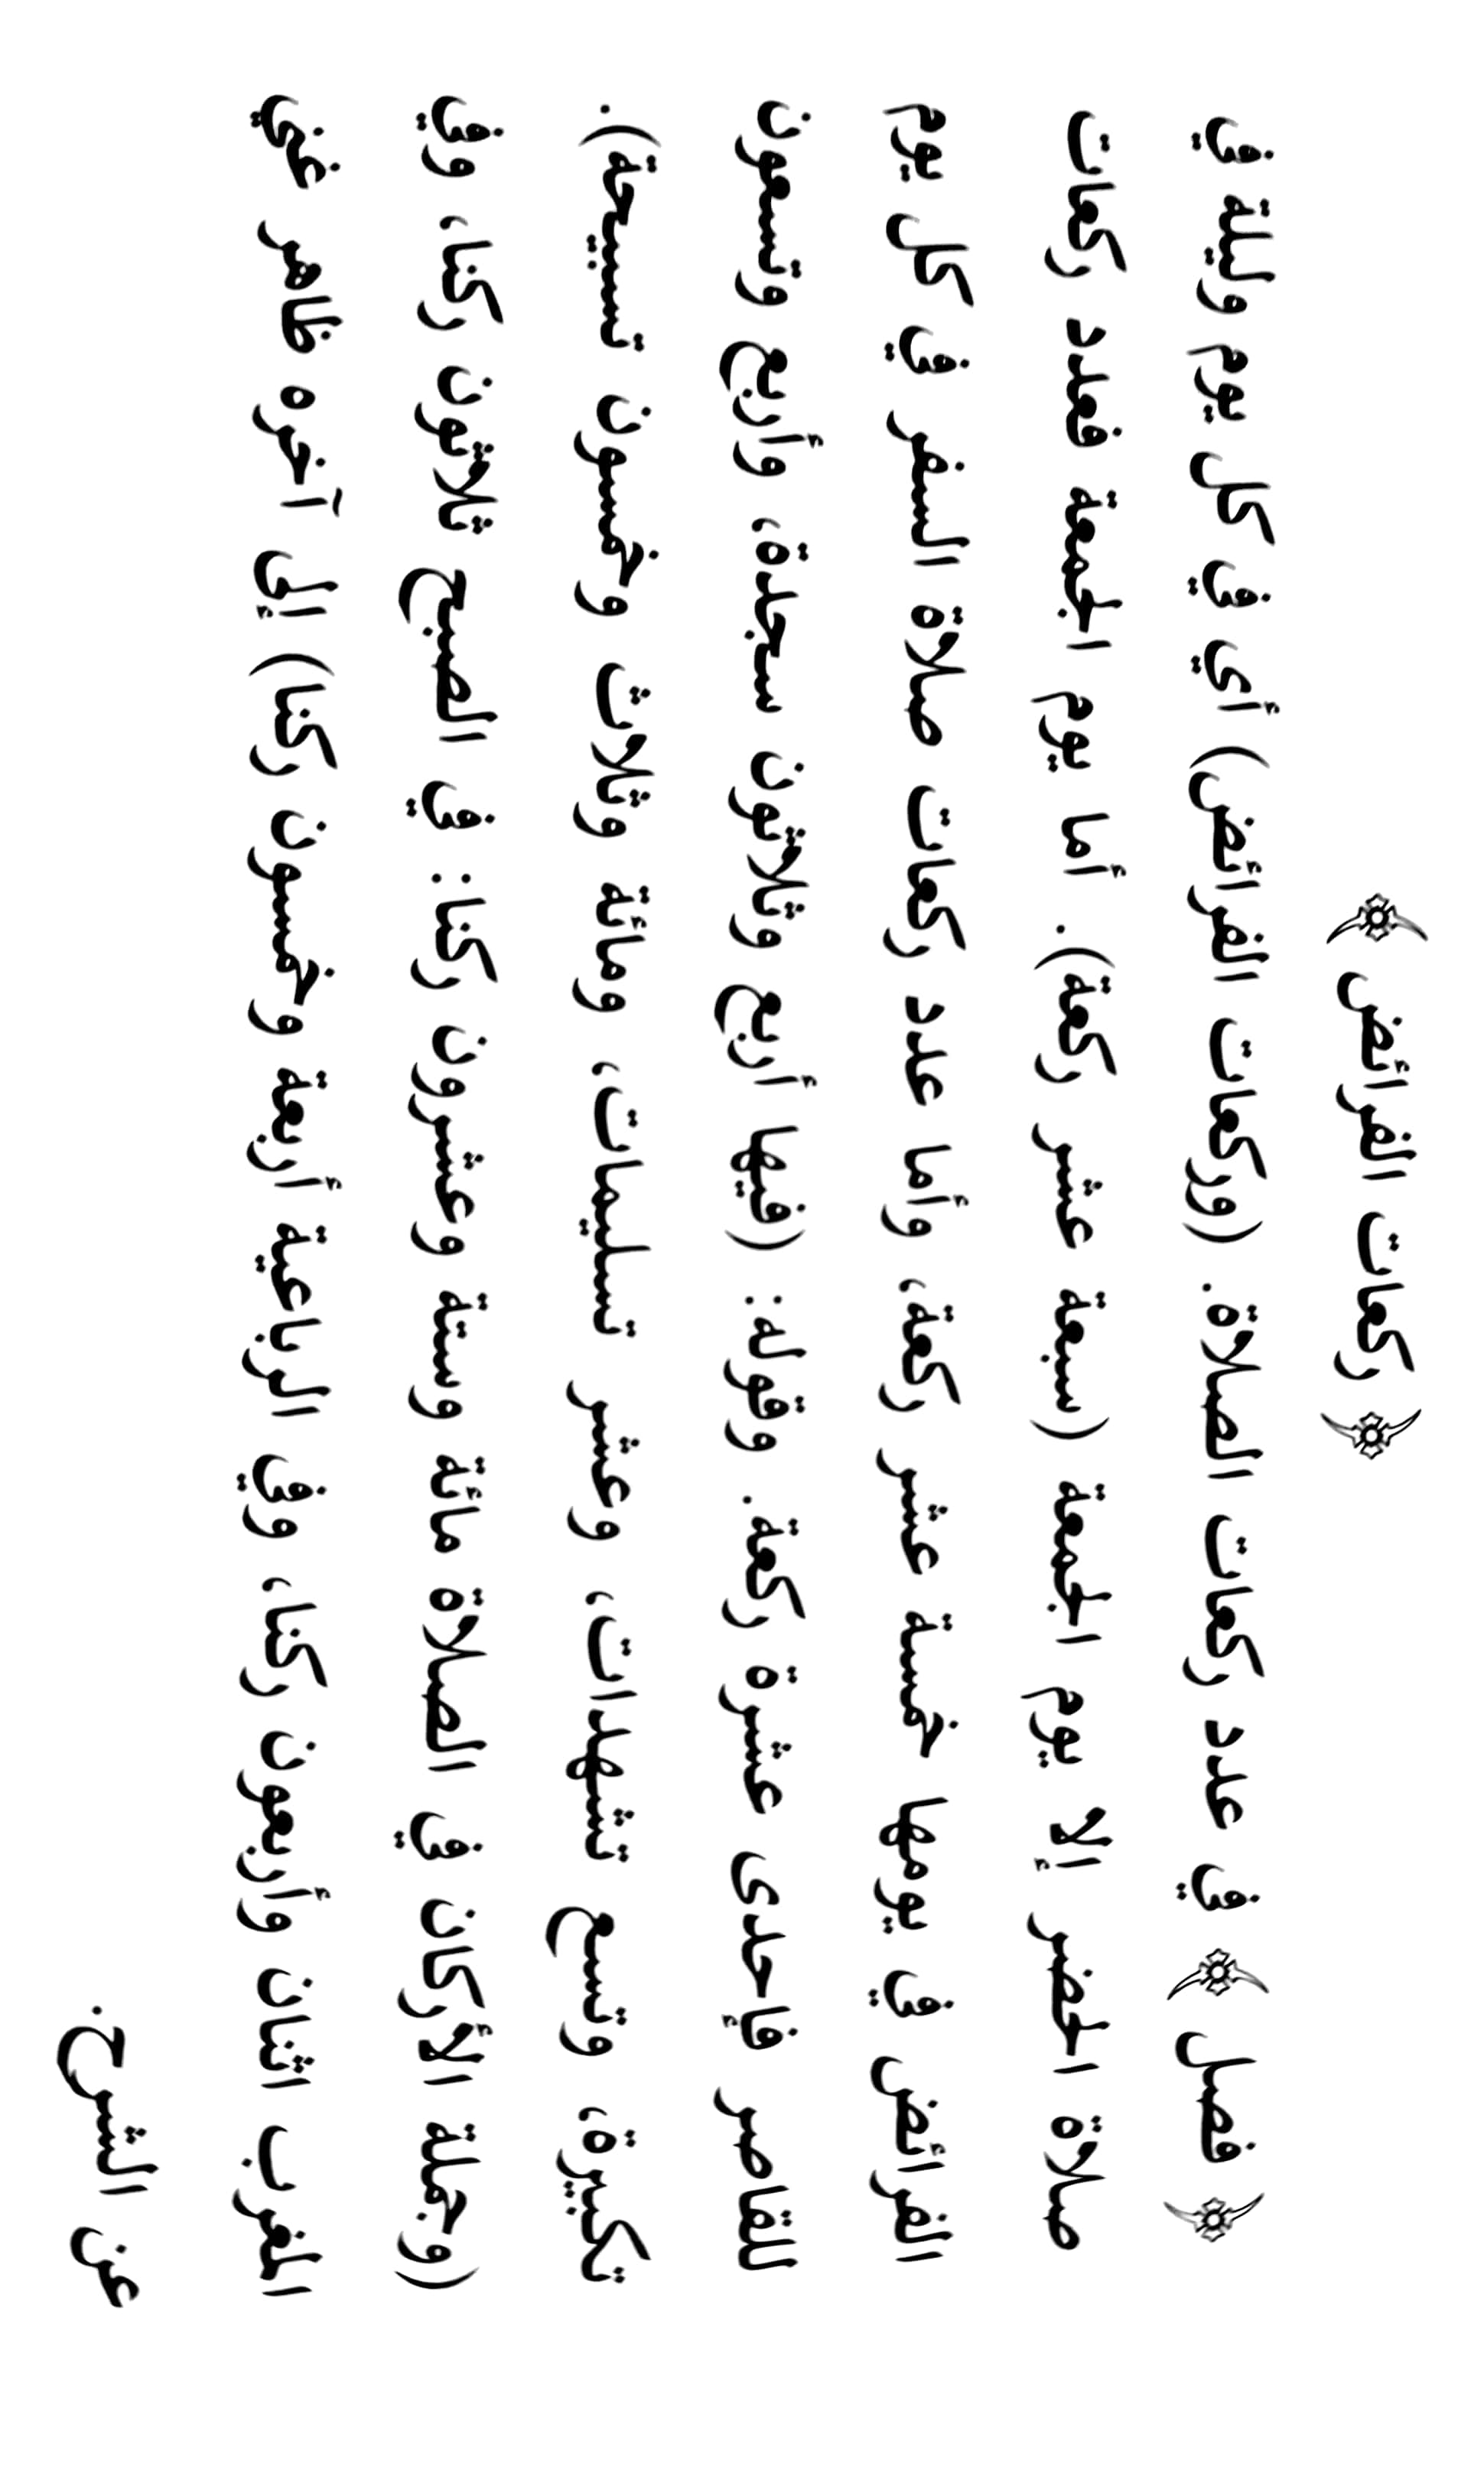 ﴿ ركعات الفرائض ﴾
﴿ فصل ﴾ في عدد ركعات الصلاة. (وركعات الفرائض) أي في كل يوم وليلة في
صلاة الحضر إلا يوم الجمعة (سبعة عشر ركعة). أما يوم الجمعة فعدد ركعات
الفرائض في يومها خمسة عشر ركعة، وأما عدد ركعات صلاة السفر في كل يوم
للقاصر فإحدى عشرة ركعة. وقوله: (فيها أربع وثلاثون سجدة، وأربع وتسعون
تكبيرة، وتسع تشهدات، وعشر تسليمات، ومائة وثلاث وخمسون تسبيحة).
(وجملة الأركان في الصلاة مائة وستة وعشرون ركنا: في الصبح ثلاثون ركنا، وفي
المغرب اثنان وأربعون ركنا، وفي الرباعية أربعة وخمسون ركنا) إلى آخره ظاهر غني
عن الشرح.